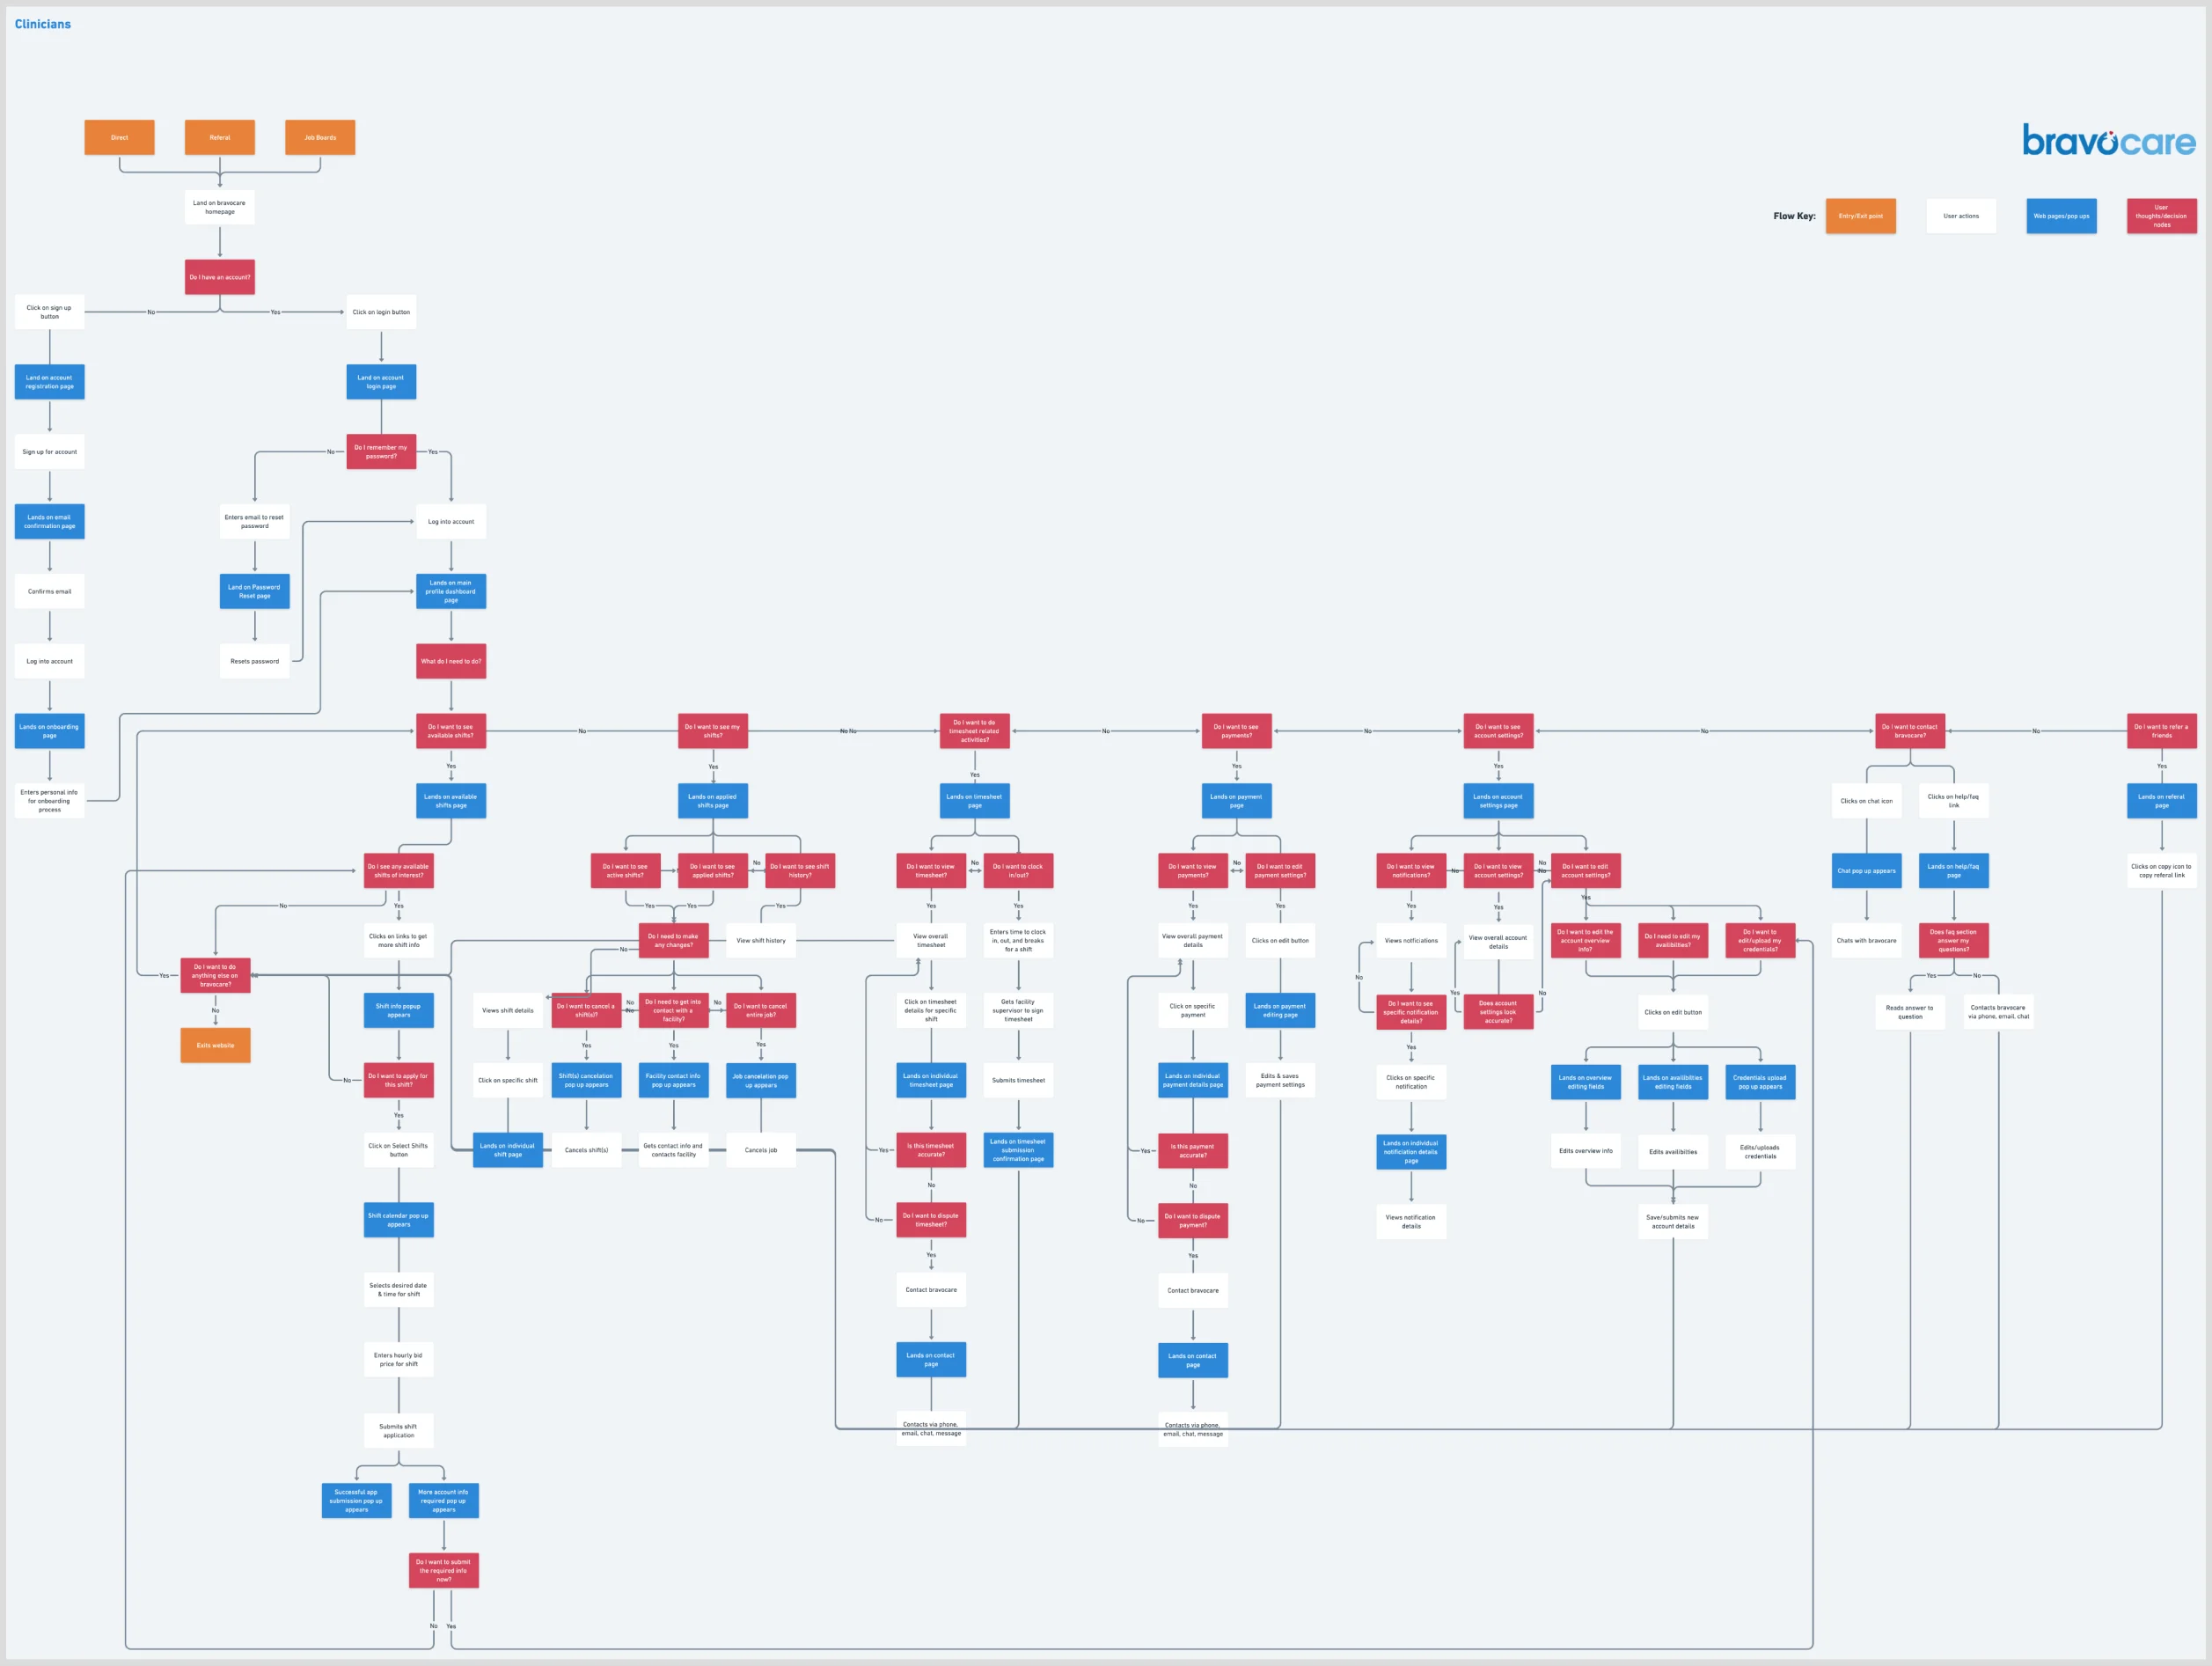 Clinicians
Direct
Referal
Job Boards
bravocare
Land on bravocare
homepage
Flow Key:
Entry/Exit point
User actions
Web pages/pop ups
User
thoughts/decision
nodes
Do I have an account?
Click on sign up
button
No
Yes
Click on login button
Land on account
registration page
Land on account
login page
Sign up for account
No
Do I remember my
password?
Yes
Lands on email
confirmation page
Enters email to reset
password
Log into account
Confirms email
Land on Password
Reset page
Lands on main
profile dashboard
page
Log into account
Resets password
What do I need to do?
Lands on onboarding
page
Do I want to see
available shifts?
No
Do I want to see my
shifts?
No No
Do I want to do
timesheet related
activities?
No
Do I want to see
payments?
No
Do I want to see
account settings?
No
Do I want to contact
bravocare?
No
Do I want to refer a
friends
Yes
Yes
Yes
Yes
Yes
Yes
Enters personal info
for onboarding
process
Lands on available
shifts page
Lands on applied
shifts page
Lands on timesheet
page
Lands on payment
page
Lands on account
settings page
Clicks on chat icon
Clicks on help/faq
link
Lands on referal
page
Do I see any available
shifts of interest?
Do I want to see
active shifts?
Do I want to see
applied shifts?
No
Do I want to see shift
history?
Do I want to view
timesheet?
No
Do I want to clock
in/out?
Do I want to view
payments?
No
Do I want to edit
payment settings?
Do I want to view
notifications?
No
Do I want to view
account settings?
No
No
Do I want to edit
account settings?
Chat pop up appears
Lands on help/faq
page
Clicks on copy icon to
copy referal link
No
Yes
Yes
Yes
Yes
Yes
Yes
Yes
Yes
Yes
Yes
Yes
Clicks on links to get
more shift info
Do I need to make
any changes?
View shift history
View overall
timesheet
Enters time to clock
in, out, and breaks
for a shift
View overall payment
details
Clicks on edit button
Views notficiations
View overall account
details
Do I want to edit the
account overview
info?
Do I need to edit my
availibities?
Do I want to
edit/upload my
credentials?
Chats with bravocare
Does faq section
answer my
questions?
No
Yes
Do I want to do
anything else on
bravocare?
No
Yes
No
No
Shift info popup
appears
Views shift details
Do I want to cancel a
shift(s)?
No
No
Do I need to get into
contact with a
facility?
No
Do I want to cancel
entire job?
Click on timesheet
details for specific
shift
Gets facility
supervisor to sign
timesheet
Click on specific
payment
Lands on payment
editing page
Do I want to see
specific notification
details?
Yes
Does account
settings look
accurate?
No
Clicks on edit button
Reads answer to
question
Contacts bravocare
via phone, email, chat
Exits website
Yes
Yes
Yes
Yes
No
Do I want to apply for
this shift?
Click on specific shift
Shift(s) cancelation
pop up appears
Facility contact info
pop up appears
Job cancelation pop
up appears
Lands on individual
timesheet page
Submits timesheet
Lands on individual
payment details page
Edits & saves
payment settings
Clicks on specific
notification
Lands on overview
editing fields
Lands on availbities
editing fields
Credentials upload
pop up appears
Yes
Click on Select Shifts
button
Lands on individual
shift page
Cancels shift(s)
Gets contact info and
contacts facility
Cancels job
Yes
Is this timesheet
accurate?
Lands on timesheet
submission
confirmation page
Yes
Is this payment
accurate?
Lands on individual
notificiation details
page
Edits overview info
Edits availibities
Edits/uploads
credentials
No
No
Shift calendar pop up
appears
No
Do I want to dispute
timesheet?
No
Do I want to dispute
payment?
Views notification
details
Save/submits new
account details
Yes
Yes
Selects desired date
& time for shift
Contact bravocare
Contact bravocare
Enters hourly bid
price for shift
Lands on contact
page
Lands on contact
page
Submits shift
application
Contacts via phone,
email, chat, message
Contacts via phone,
email, chat, message
Successful app
submission pop up
appears
More account info
required pop up
appears
Do I want to submit
the required info
now?
No
Yes